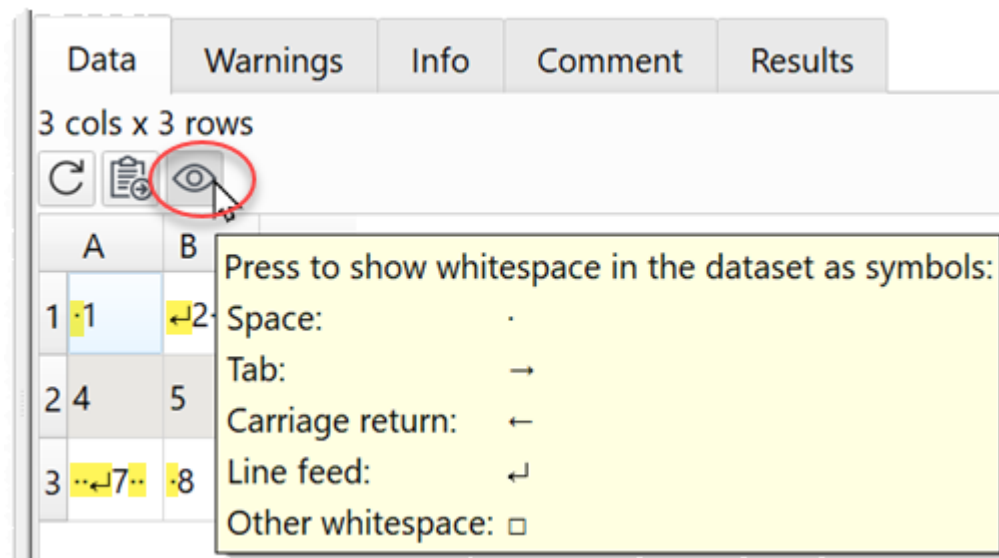 Data Warnings Info Comment Results
3 cols x 3 rows
A B
Press to show whitespace in the dataset as symbols:
1 ·1 ↵2·
Space: ·
Tab: →
2 4 5
Carriage return: ←
Line feed: ↵
3 ··↵7·· ·8
Other whitespace: □